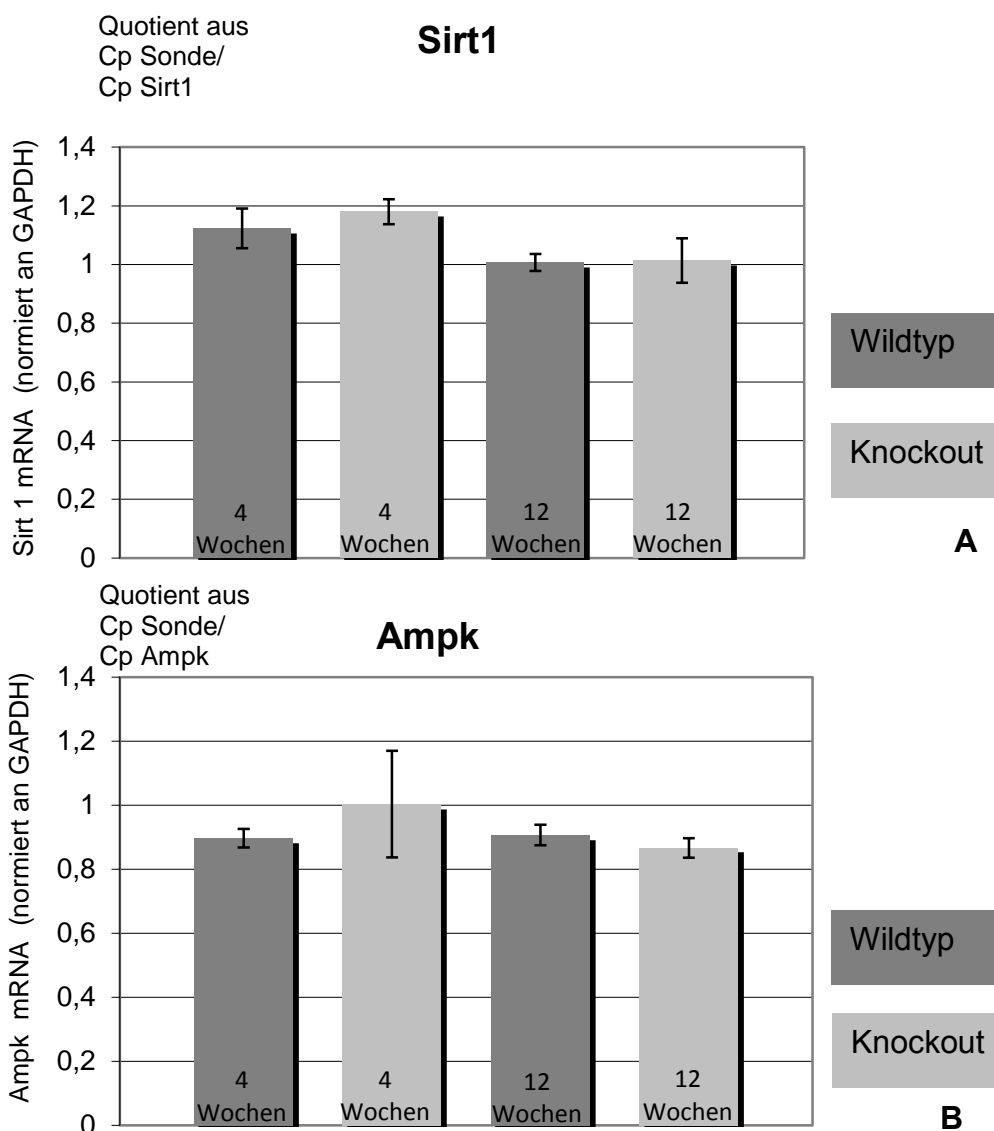 Quotient aus
Cp Sonde/
Cp Sirt1
Sirt1
Sirt 1 mRNA (normiert an GAPDH)
1,4
1,2
1
0,8
0,6
0,4
0,2
0
4
Wochen
4
Wochen
12
Wochen
12
Wochen
Wildtyp
Knockout
A
Quotient aus
Cp Sonde/
Cp Ampk
Ampk
Ampk mRNA (normiert an GAPDH)
1,4
1,2
1
0,8
0,6
0,4
0,2
0
4
Wochen
4
Wochen
12
Wochen
12
Wochen
Wildtyp
Knockout
B